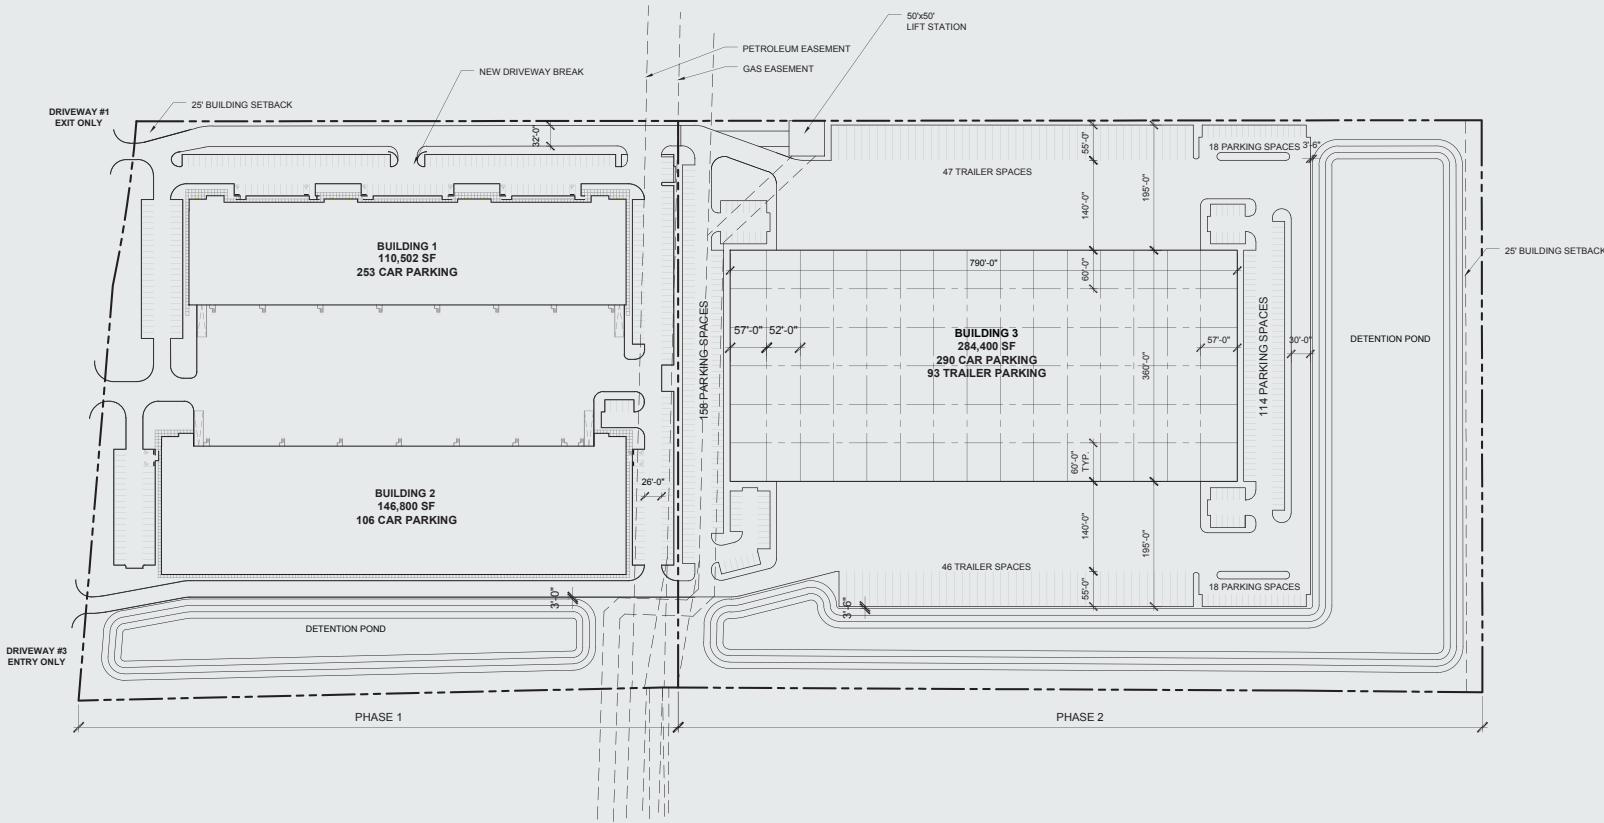 50'x50'
LIFT STATION
PETROLEUM EASEMENT
GAS EASEMENT
NEW DRIVEWAY BREAK
25' BUILDING SETBACK
DRIVEWAY #1
EXIT ONLY
32'-0"
55'-0"
18 PARKING SPACES
3'-6"
47 TRAILER SPACES
140'-0"
195'-0"
BUILDING 1
110,502 SF
253 CAR PARKING
25' BUILDING SETBACK
790'-0"
60'-0"
158 PARKING SPACES
57'-0"
52'-0"
BUILDING 3
284,400 SF
290 CAR PARKING
93 TRAILER PARKING
360'-0"
57'-0"
114 PARKING SPACES
30'-0"
DETENTION POND
60'-0"
TYP.
26'-0"
BUILDING 2
146,800 SF
106 CAR PARKING
140'-0"
195'-0"
46 TRAILER SPACES
55'-0"
18 PARKING SPACES
3'-0"
3'-6"
DETENTION POND
DRIVEWAY #3
ENTRY ONLY
PHASE 1
PHASE 2